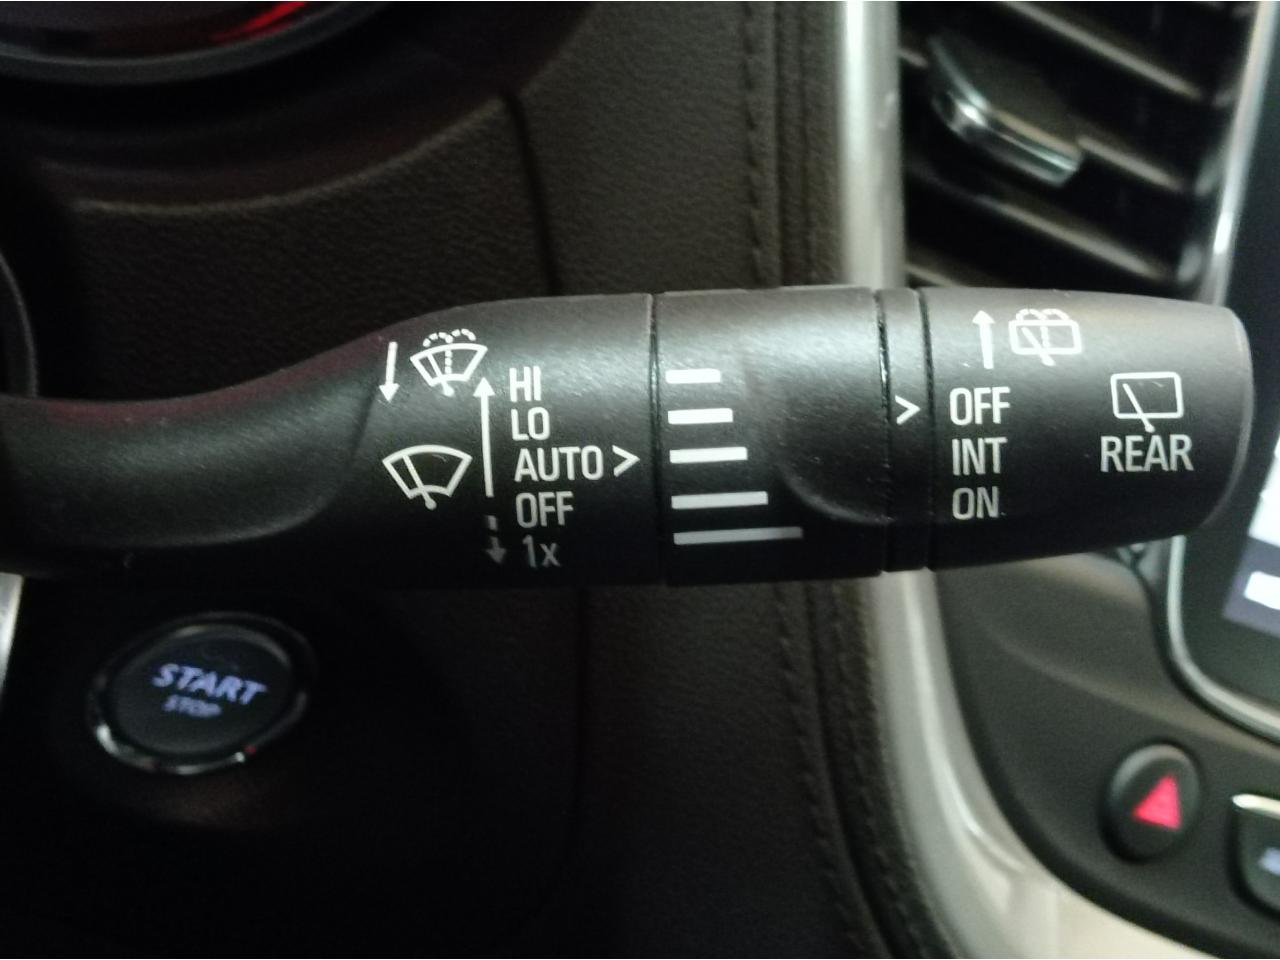 HI
LO
AUTO >
OFF
1x
> OFF
INT
ON
REAR
START
STOP